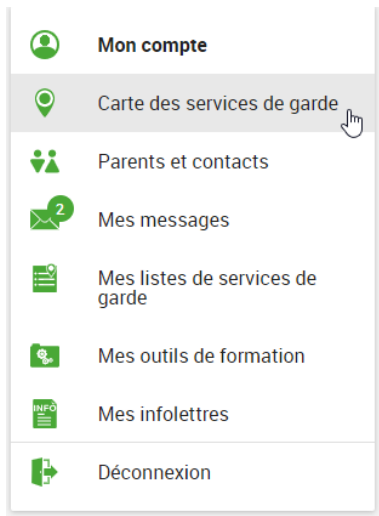 Mon compte
Carte des services de garde
Parents et contacts
2
Mes messages
Mes listes de services de
garde
Mes outils de formation
INFO
Mes infolettres
Déconnexion